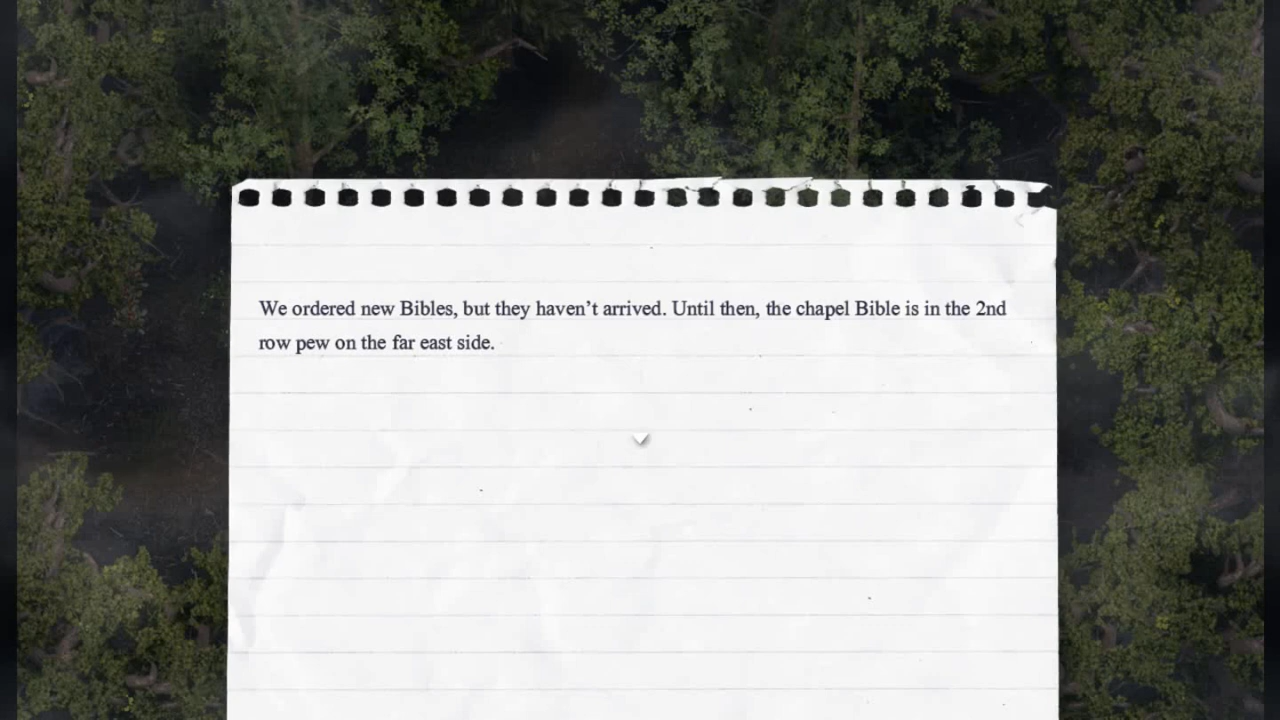 We ordered new Bibles, but they haven’t arrived. Until then, the chapel Bible is in the 2nd
row pew on the far east side.